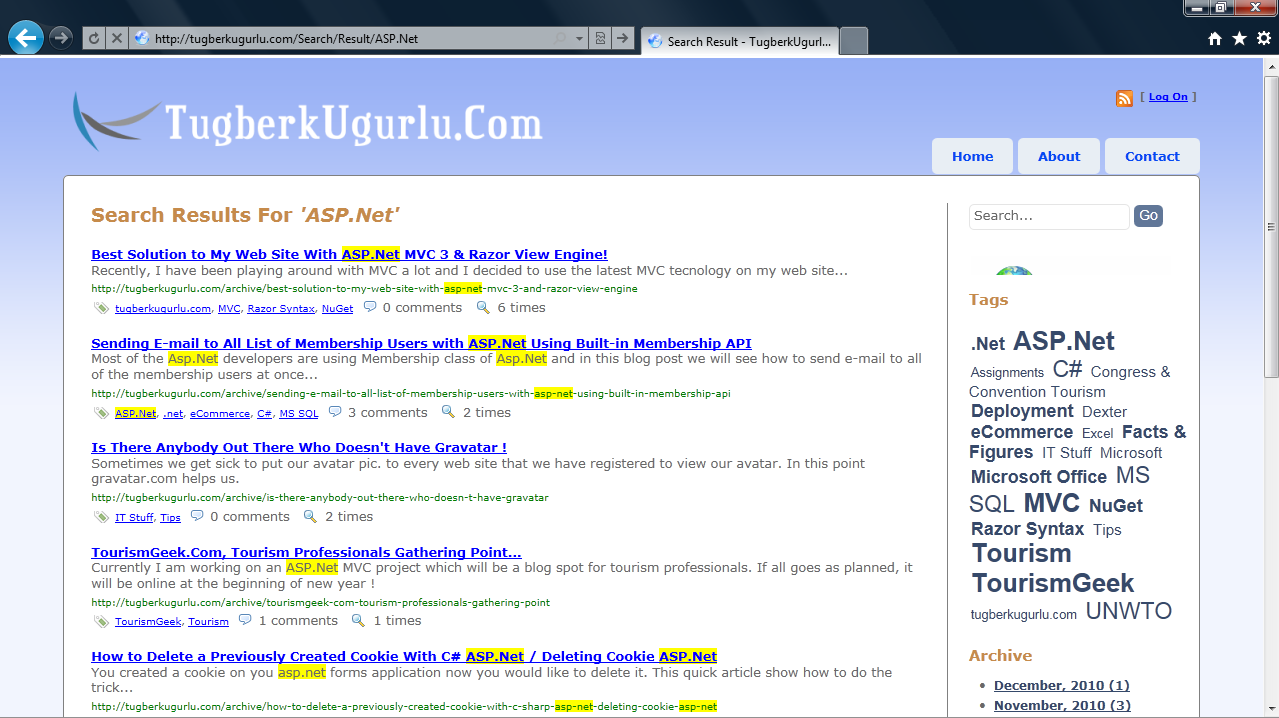 http://tugberkugurlu.com/Search/Result/ASP.Net
Search Result - TugberkUgurl...
TugberkUgurlu.Com
[ Log On ]
Home
About
Contact
Search Results For 'ASP.Net'
Best Solution to My Web Site With ASP.Net MVC 3 & Razor View Engine!
Recently, I have been playing around with MVC a lot and I decided to use the latest MVC tecnology on my web site...
http://tugberkugurlu.com/archive/best-solution-to-my-web-site-with-asp-net-mvc-3-and-razor-view-engine
tugberkugurlu.com, MVC, Razor Syntax, NuGet 0 comments 6 times
Sending E-mail to All List of Membership Users with ASP.Net Using Built-in Membership API
Most of the Asp.Net developers are using Membership class of Asp.Net and in this blog post we will see how to send e-mail to all
of the membership users at once...
http://tugberkugurlu.com/archive/sending-e-mail-to-all-list-of-membership-users-with-asp-net-using-built-in-membership-api
ASP.Net, .net, eCommerce, C#, MS SQL 3 comments 2 times
Is There Anybody Out There Who Doesn't Have Gravatar !
Sometimes we get sick to put our avatar pic. to every web site that we have registered to view our avatar. In this point
gravatar.com helps us.
http://tugberkugurlu.com/archive/is-there-anybody-out-there-who-doesn-t-have-gravatar
IT Stuff, Tips 0 comments 2 times
TourismGeek.Com, Tourism Professionals Gathering Point...
Currently I am working on an ASP.Net MVC project which will be a blog spot for tourism professionals. If all goes as planned, it
will be online at the beginning of new year !
http://tugberkugurlu.com/archive/tourismgeek-com-tourism-professionals-gathering-point
TourismGeek, Tourism 1 comments 1 times
How to Delete a Previously Created Cookie With C# ASP.Net / Deleting Cookie ASP.Net
You created a cookie on you asp.net forms application now you would like to delete it. This quick article show how to do the
trick...
http://tugberkugurlu.com/archive/how-to-delete-a-previously-created-cookie-with-c-sharp-asp-net-deleting-cookie-asp-net
Search... Go
Tags
.Net ASP.Net
Assignments C# Congress &
Convention Tourism
Deployment Dexter
eCommerce Excel Facts &
Figures IT Stuff Microsoft
Microsoft Office MS
SQL MVC NuGet
Razor Syntax Tips
Tourism
TourismGeek
tugberkugurlu.com UNWTO
Archive
December, 2010 (1)
November, 2010 (3)